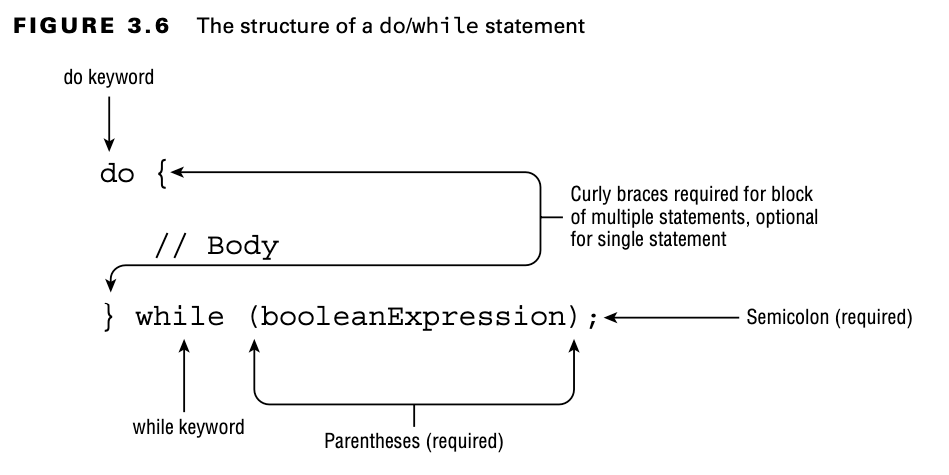 FIGURE 3.6 The structure of a do/while statement
do keyword
do {
Curly braces required for block
of multiple statements, optional
for single statement
// Body
} while (booleanExpression);
Semicolon (required)
while keyword
Parentheses (required)